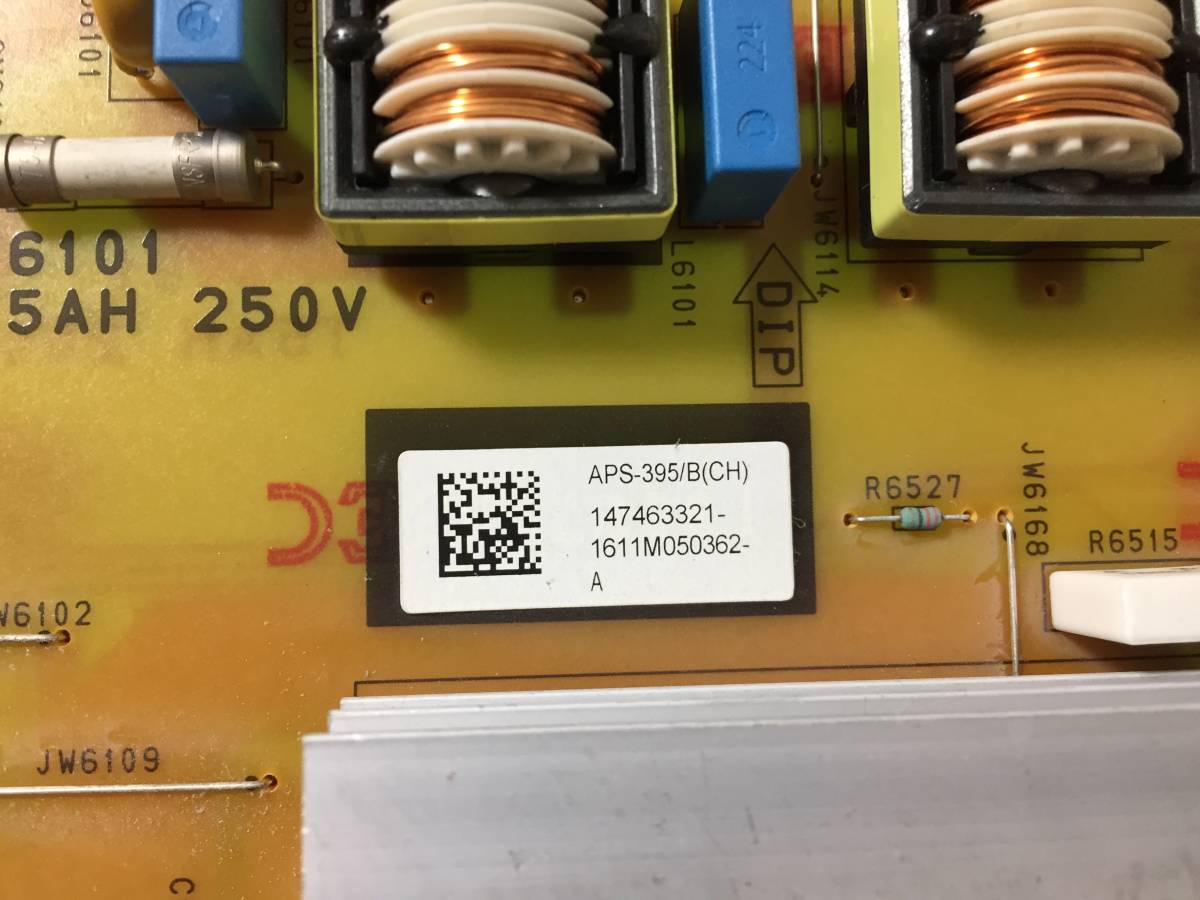 6101
5AH 250V
224
L6101
JW6114
DIP
APS-395/B(CH)
147463321-
1611M050362-
A
R6527
JW6168
R6515
W6102
JW6109
C